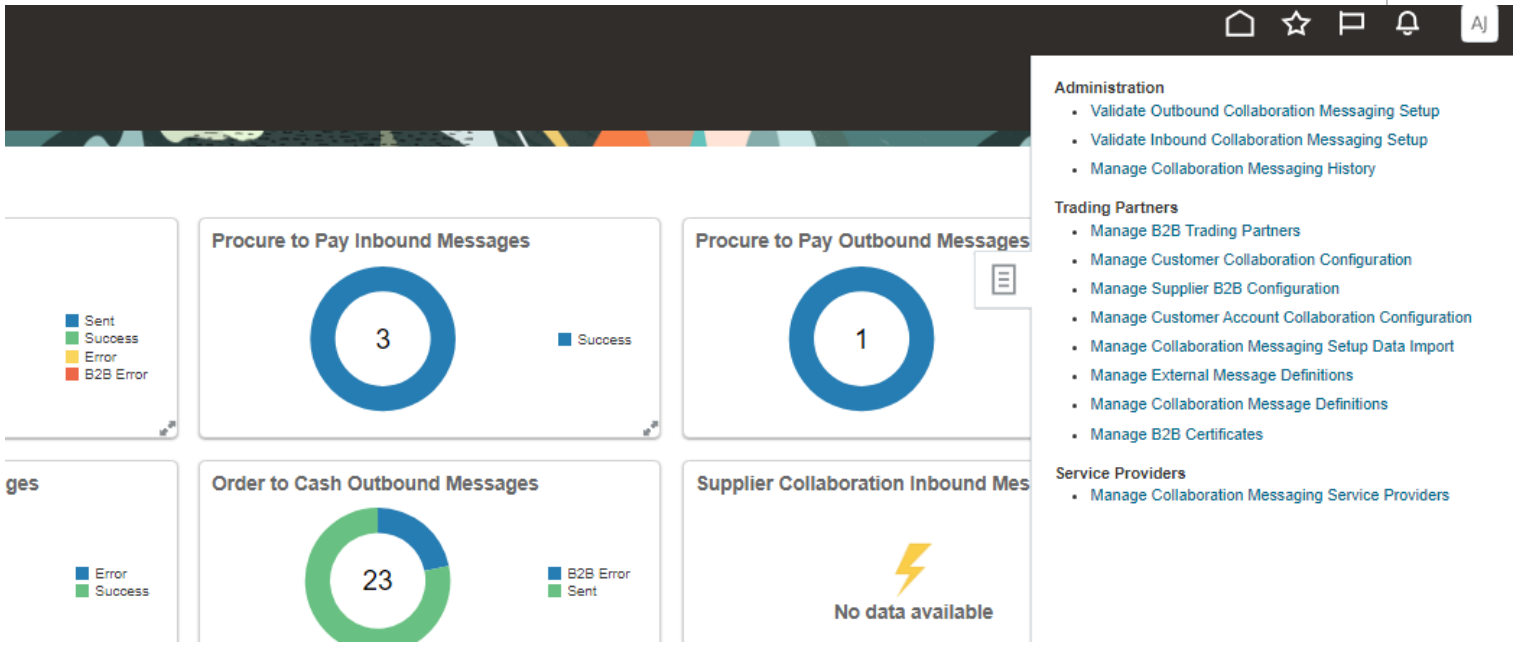 AJ
Administration
Validate Outbound Collaboration Messaging Setup
Validate Inbound Collaboration Messaging Setup
Manage Collaboration Messaging History
Trading Partners
Manage B2B Trading Partners
Manage Customer Collaboration Configuration
Manage Supplier B2B Configuration
Manage Customer Account Collaboration Configuration
Manage Collaboration Messaging Setup Data Import
Manage External Message Definitions
Manage Collaboration Message Definitions
Manage B2B Certificates
Service Providers
Manage Collaboration Messaging Service Providers
Sent
Success
Error
B2B Error
Procure to Pay Inbound Messages
3
Success
Procure to Pay Outbound Messages
1
ges
Error
Success
Order to Cash Outbound Messages
23
B2B Error
Sent
Supplier Collaboration Inbound Mes
No data available